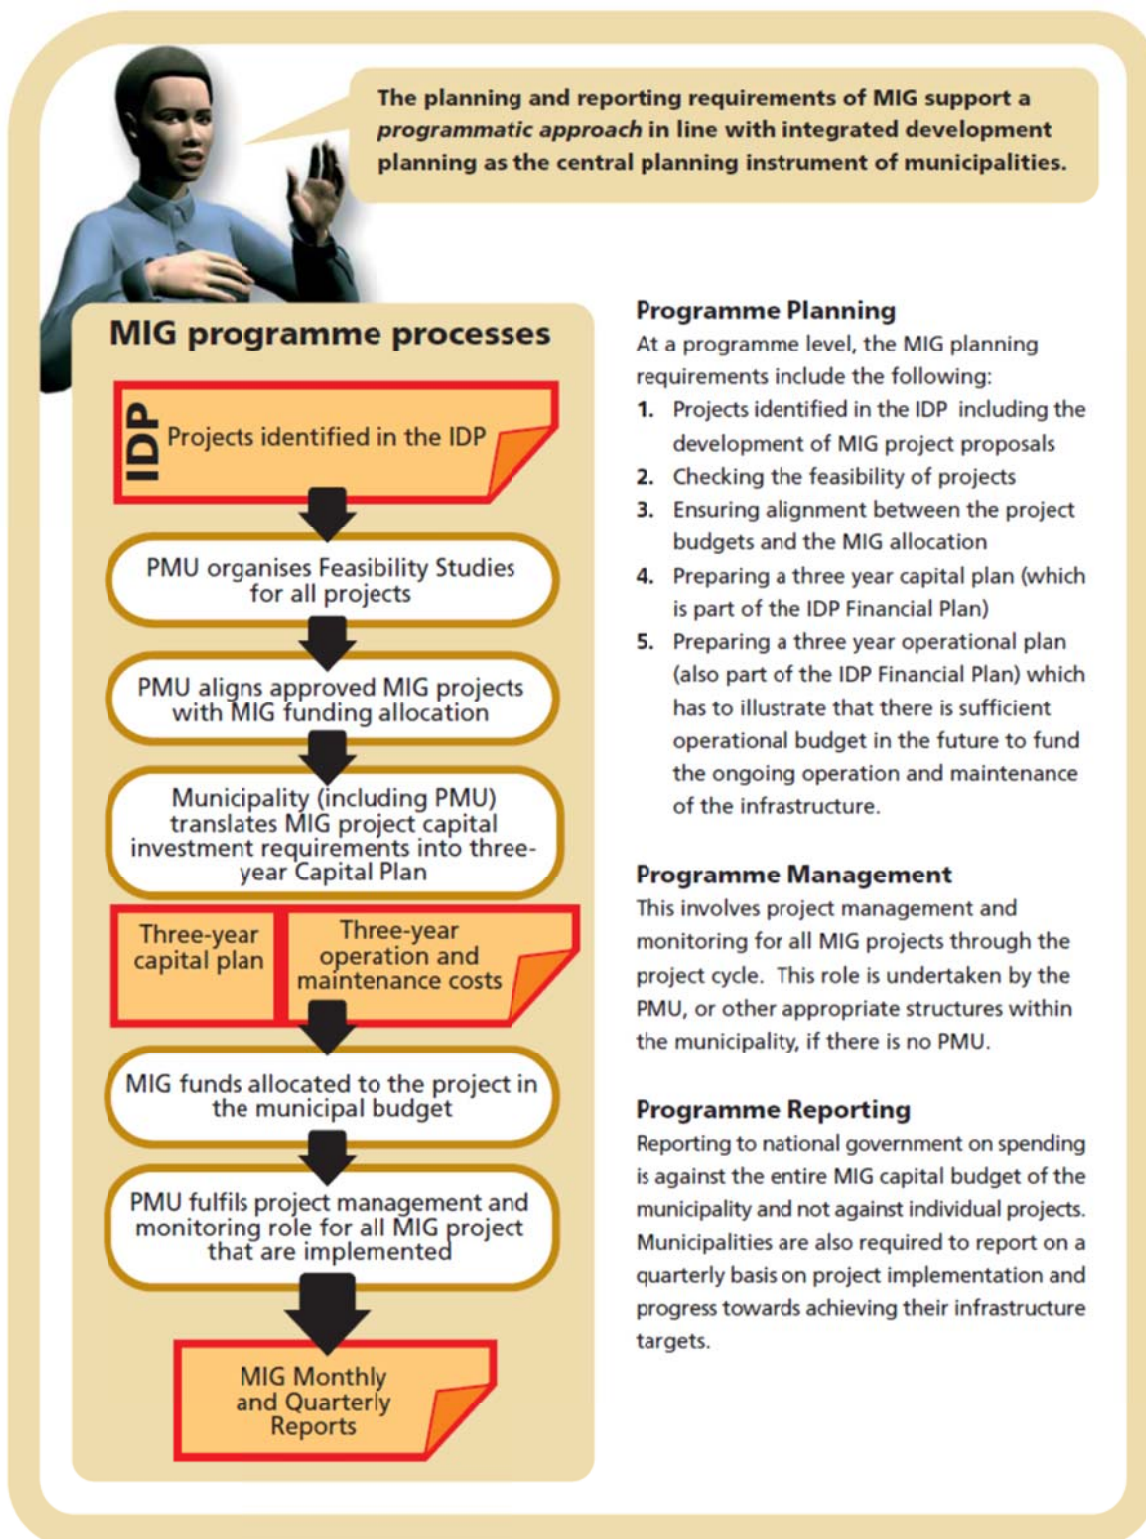 The planning and reporting requirements of MIG support a
programmatic approach in line with integrated development
planning as the central planning instrument of municipalities.
MIG programme processes
IDP
Projects identified in the IDP
PMU organises Feasibility Studies
for all projects
PMU aligns approved MIG projects
with MIG funding allocation
Municipality (including PMU)
translates MIG project capital
investment requirements into three-
year Capital Plan
Three-year
capital plan
Three-year
operation and
maintenance costs
MIG funds allocated to the project in
the municipal budget
PMU fulfils project management and
monitoring role for all MIG project
that are implemented
MIG Monthly
and Quarterly
Reports
Programme Planning
At a programme level, the MIG planning
requirements include the following:
1. Projects identified in the IDP including the
development of MIG project proposals
2. Checking the feasibility of projects
3. Ensuring alignment between the project
budgets and the MIG allocation
4. Preparing a three year capital plan (which
is part of the IDP Financial Plan)
5. Preparing a three year operational plan
(also part of the IDP Financial Plan) which
has to illustrate that there is sufficient
operational budget in the future to fund
the ongoing operation and maintenance
of the infrastructure.
Programme Management
This involves project management and
monitoring for all MIG projects through the
project cycle. This role is undertaken by the
PMU, or other appropriate structures within
the municipality, if there is no PMU.
Programme Reporting
Reporting to national government on spending
is against the entire MIG capital budget of the
municipality and not against individual projects.
Municipalities are also required to report on a
quarterly basis on project implementation and
progress towards achieving their infrastructure
targets.